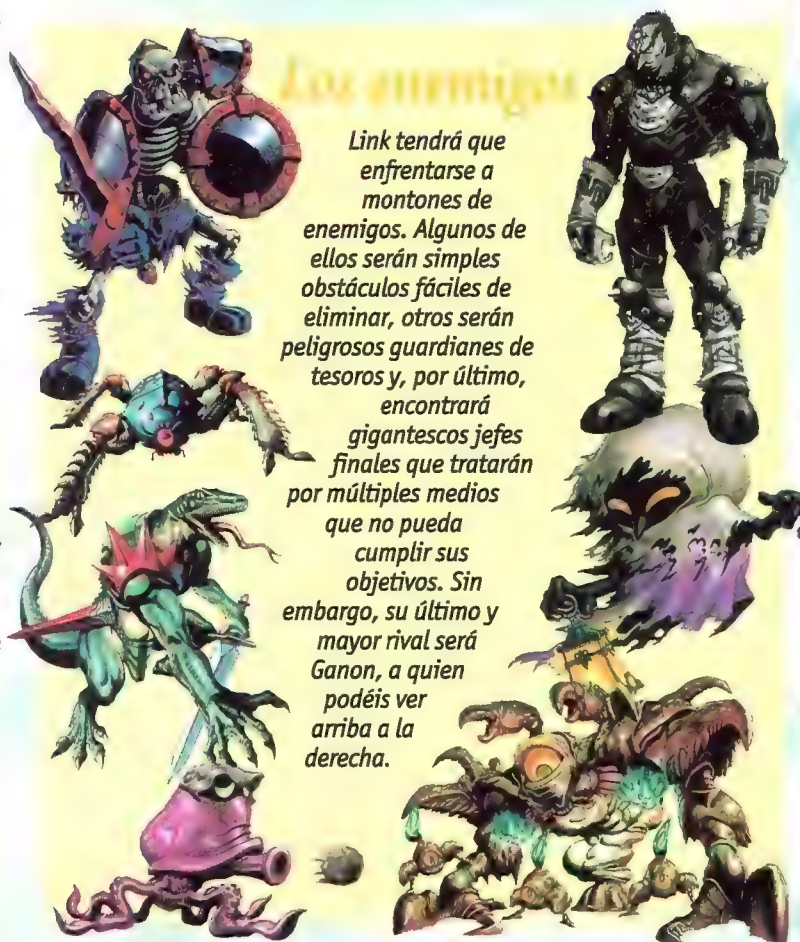 Los enemigos
Link tendrá que
enfrentarse a
montones de
enemigos. Algunos de
ellos serán simples
obstáculos fáciles de
eliminar, otros serán
peligrosos guardianes de
tesoros y, por último,
encontrará
gigantescos jefes
finales que tratarán
por múltiples medios
que no pueda
cumplir sus
objetivos. Sin
embargo, su último y
mayor rival será
Ganon, a quien
podéis ver
arriba a la
derecha.